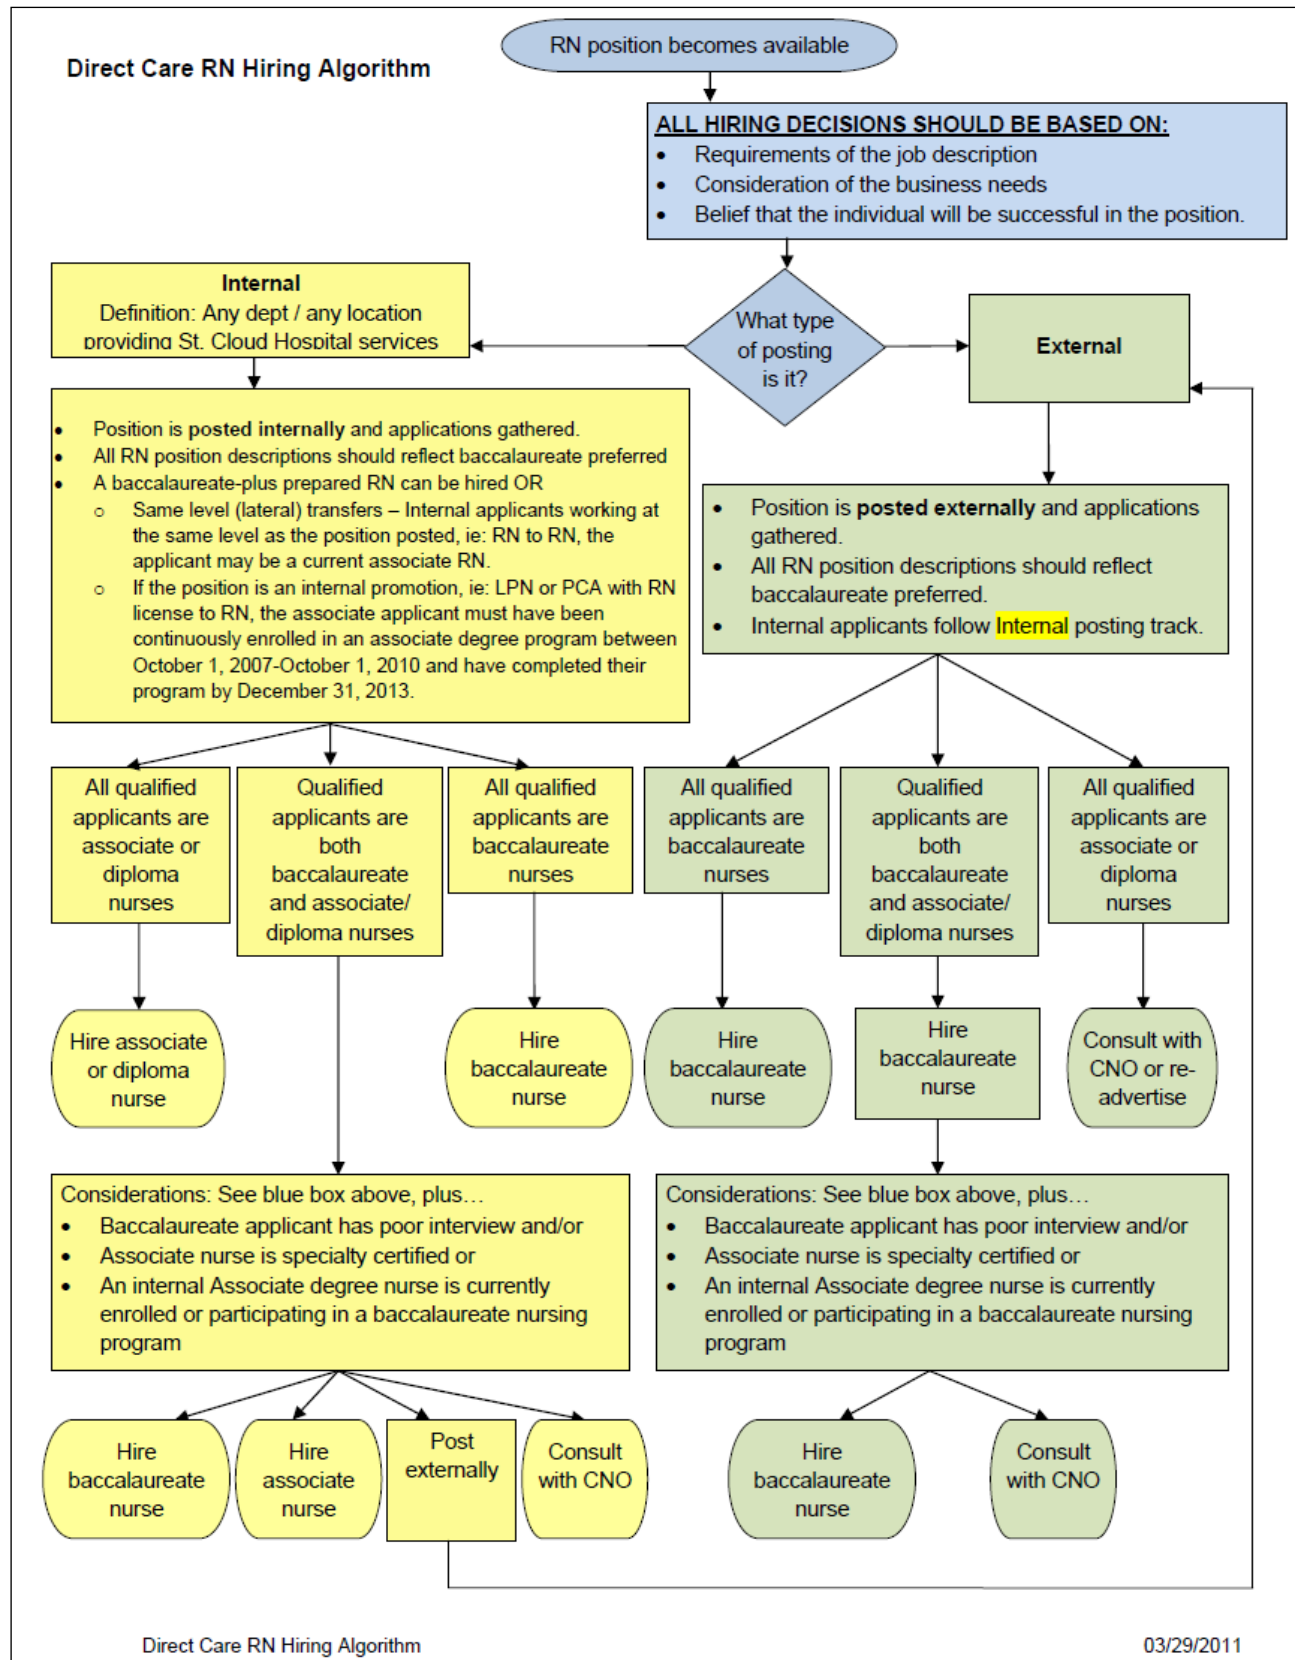 RN position becomes available
Direct Care RN Hiring Algorithm
ALL HIRING DECISIONS SHOULD BE BASED ON:
• Requirements of the job description
• Consideration of the business needs
• Belief that the individual will be successful in the position.
Internal
Definition: Any dept / any location
providing St. Cloud Hospital services
What type
of posting
is it?
External
• Position is posted internally and applications gathered.
• All RN position descriptions should reflect baccalaureate preferred
• A baccalaureate-plus prepared RN can be hired OR
o Same level (lateral) transfers – Internal applicants working at
the same level as the position posted, ie: RN to RN, the
applicant may be a current associate RN.
o If the position is an internal promotion, ie: LPN or PCA with RN
license to RN, the associate applicant must have been
continuously enrolled in an associate degree program between
October 1, 2007-October 1, 2010 and have completed their
program by December 31, 2013.
• Position is posted externally and applications
gathered.
• All RN position descriptions should reflect
baccalaureate preferred.
• Internal applicants follow Internal posting track.
All qualified
applicants are
associate or
diploma
nurses
Qualified
applicants are
both
baccalaureate
and associate/
diploma nurses
All qualified
applicants are
baccalaureate
nurses
All qualified
applicants are
baccalaureate
nurses
Qualified
applicants are
both
baccalaureate
and associate/
diploma nurses
All qualified
applicants are
associate or
diploma
nurses
Hire associate
or diploma
nurse
Hire
baccalaureate
nurse
Hire
baccalaureate
nurse
Hire
baccalaureate
nurse
Consult with
CNO or re-
advertise
Considerations: See blue box above, plus…
• Baccalaureate applicant has poor interview and/or
• Associate nurse is specialty certified or
• An internal Associate degree nurse is currently
enrolled or participating in a baccalaureate nursing
program
Considerations: See blue box above, plus…
• Baccalaureate applicant has poor interview and/or
• Associate nurse is specialty certified or
• An internal Associate degree nurse is currently
enrolled or participating in a baccalaureate nursing
program
Hire
baccalaureate
nurse
Hire
associate
nurse
Post
externally
Consult
with CNO
Hire
baccalaureate
nurse
Consult
with CNO
Direct Care RN Hiring Algorithm
03/29/2011